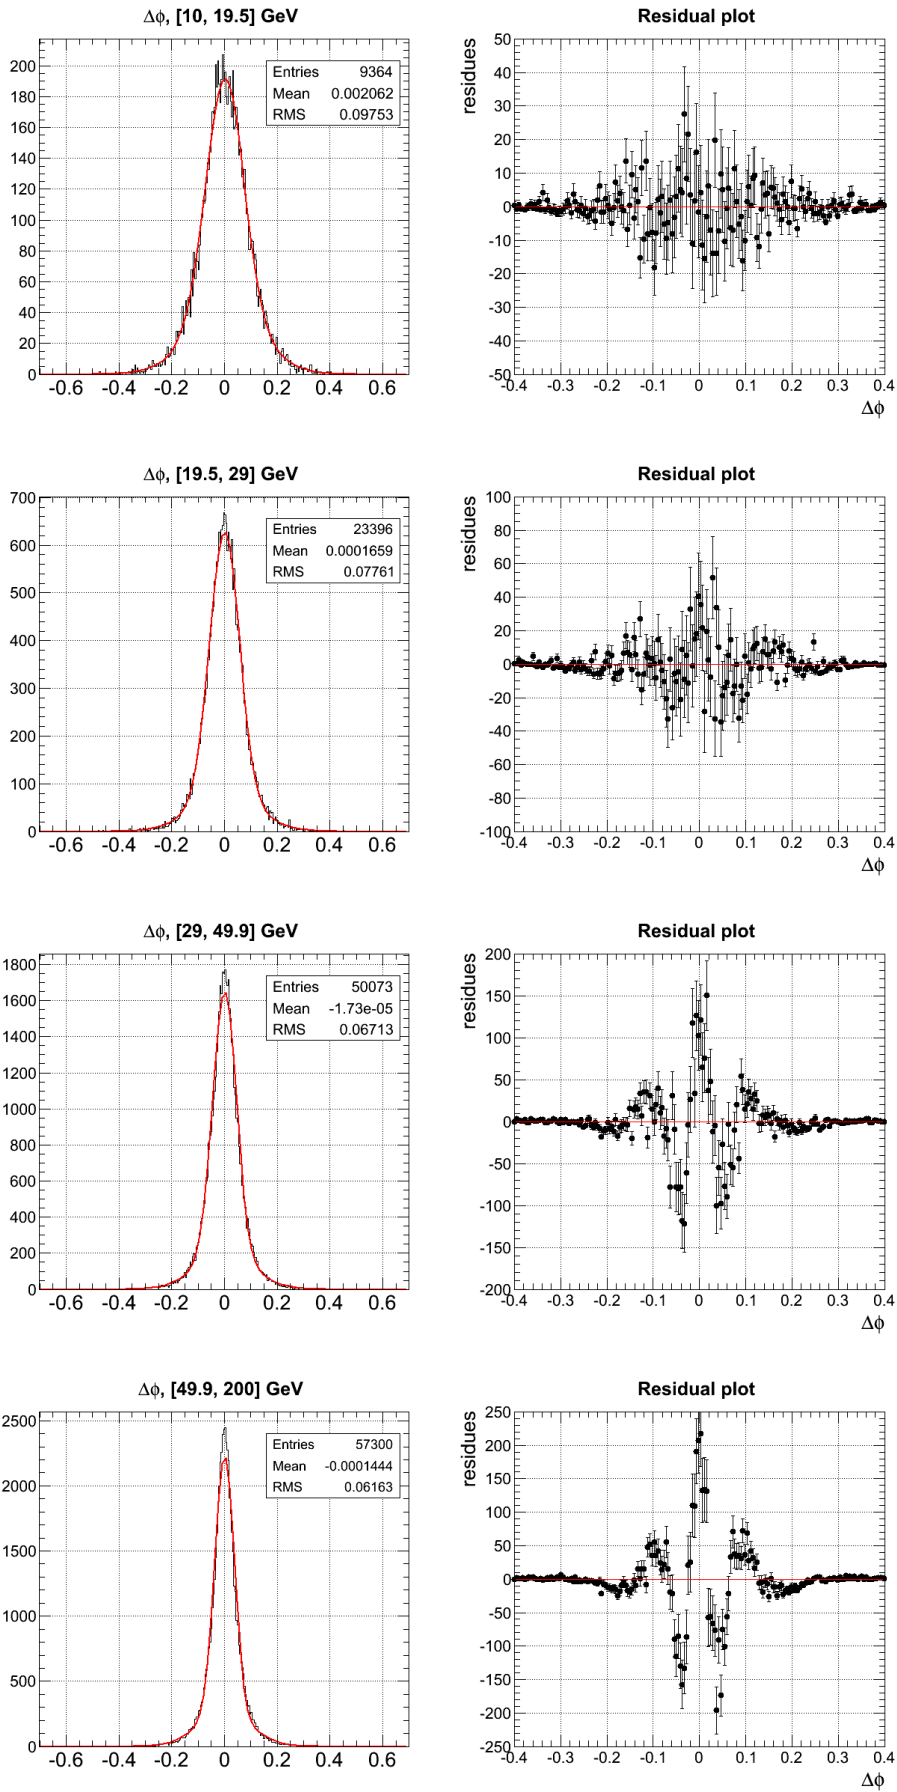 Δϕ, [10, 19.5] GeV
200
180
160
140
120
100
80
60
40
20
0
Entries 9364
Mean 0.002062
RMS 0.09753
-0.6 -0.4 -0.2 0 0.2 0.4 0.6
Residual plot
residues
50
40
30
20
10
0
-10
-20
-30
-40
-50
-0.4 -0.3 -0.2 -0.1 0 0.1 0.2 0.3 0.4
Δϕ
Δϕ, [19.5, 29] GeV
700
600
500
400
300
200
100
0
Entries 23396
Mean 0.0001659
RMS 0.07761
-0.6 -0.4 -0.2 0 0.2 0.4 0.6
Residual plot
residues
100
80
60
40
20
0
-20
-40
-60
-80
-100
-0.4 -0.3 -0.2 -0.1 0 0.1 0.2 0.3 0.4
Δϕ
Δϕ, [29, 49.9] GeV
1800
1600
1400
1200
1000
800
600
400
200
0
Entries 50073
Mean -1.73e-05
RMS 0.06713
-0.6 -0.4 -0.2 0 0.2 0.4 0.6
Residual plot
residues
200
150
100
50
0
-50
-100
-150
-200
-0.4 -0.3 -0.2 -0.1 0 0.1 0.2 0.3 0.4
Δϕ
Δϕ, [49.9, 200] GeV
2500
2000
1500
1000
500
0
Entries 57300
Mean -0.0001444
RMS 0.06163
-0.6 -0.4 -0.2 0 0.2 0.4 0.6
Residual plot
residues
250
200
150
100
50
0
-50
-100
-150
-200
-250
-0.4 -0.3 -0.2 -0.1 0 0.1 0.2 0.3 0.4
Δϕ